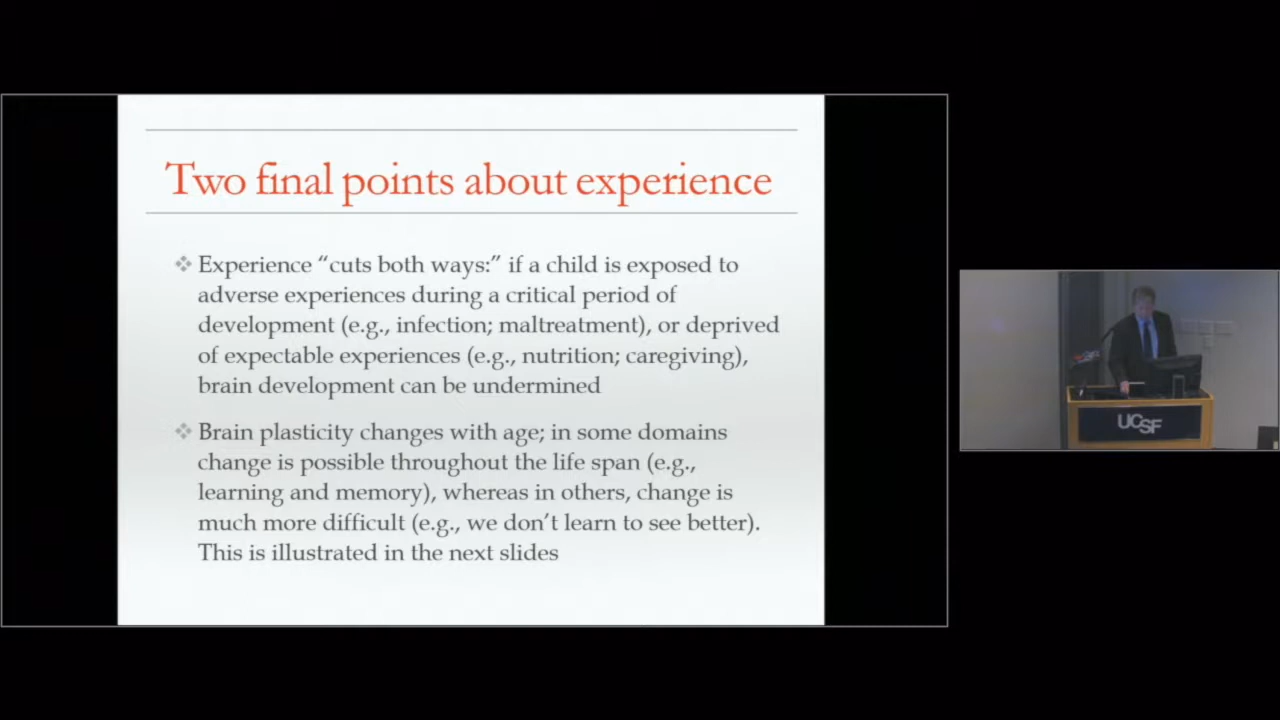 Two final points about experience
Experience “cuts both ways:” if a child is exposed to
adverse experiences during a critical period of
development (e.g., infection; maltreatment), or deprived
of expectable experiences (e.g., nutrition; caregiving),
brain development can be undermined
Brain plasticity changes with age; in some domains
change is possible throughout the life span (e.g.,
learning and memory), whereas in others, change is
much more difficult (e.g., we don’t learn to see better).
This is illustrated in the next slides
UCSF